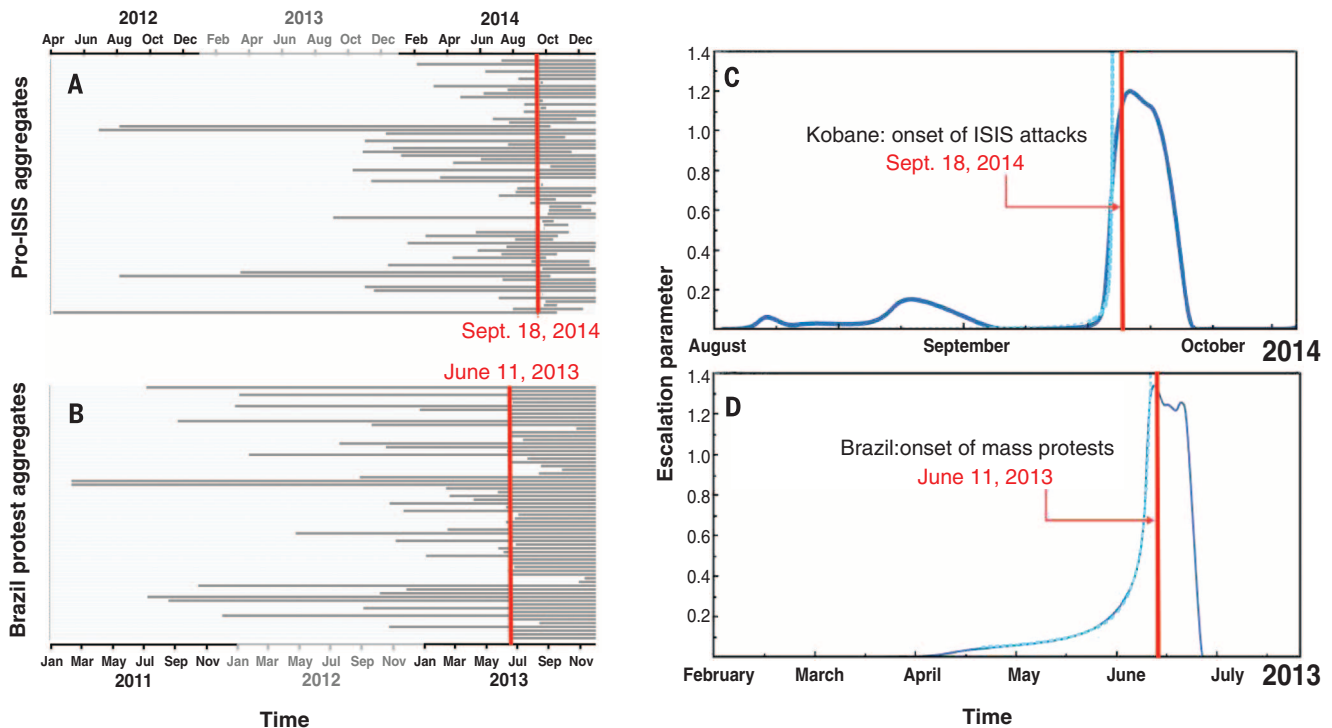 2012 2013 2014
Apr Jun Aug Oct Dec Feb Apr Jun Aug Oct Dec Feb Apr Jun Aug Oct Dec
A
Pro-ISIS aggregates
Sept. 18, 2014
June 11, 2013
B
Brazil protest aggregates
Jan Mar May Jul Sep Nov Jan Mar May Jul Sep Nov Jan Mar May Jul Sep Nov
2011 2012 2013
Time
Escalation parameter
1.4
1.2
1.0
0.8
0.6
0.4
0.2
C
Kobane: onset of ISIS attacks
Sept. 18, 2014
August September October 2014
1.4
1.2
1.0
0.8
0.6
0.4
0.2
D
Brazil:onset of mass protests
June 11, 2013
February March April May June July 2013
Time